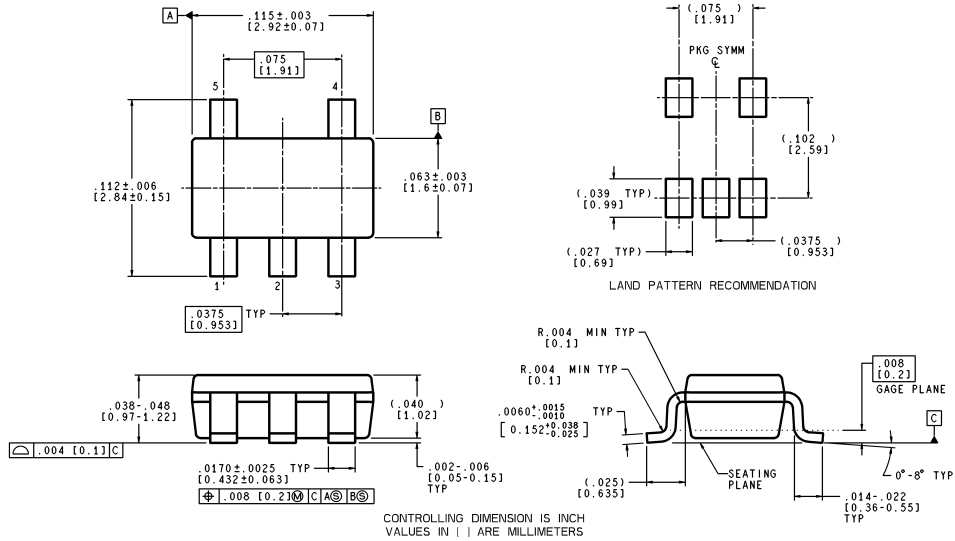 A
.115±.003
[2.92±0.07]
.075
[1.91]
5
4
B
.112±.006
[2.84±0.15]
.063±.003
[1.6±0.07]
1
2
3
.0375
[0.953]
TYP
(.075 )
[1.91]
PKG SYMM
℄
(.102 )
[2.59]
(.039 TYP)
[0.99]
(.027 TYP)
[0.69]
(.0375 )
[0.953]
LAND PATTERN RECOMMENDATION
.038-.048
[0.97-1.22]
(.040 )
[1.02]
⌓ .004 [0.1] C
.0170±.0025 TYP
[0.432±0.063]
⌖ .008 [0.2]Ⓜ C AⓈ BⓈ
.002-.006
[0.05-0.15]
TYP
R.004 MIN TYP
[0.1]
R.004 MIN TYP
[0.1]
.0060+.0015 -.0010 TYP
[0.152+0.038 -0.025]
.008
[0.2]
GAGE PLANE
C
SEATING
PLANE
0°-8° TYP
(.025)
[0.635]
.014-.022
[0.36-0.55]
TYP
CONTROLLING DIMENSION IS INCH
VALUES IN [ ] ARE MILLIMETERS